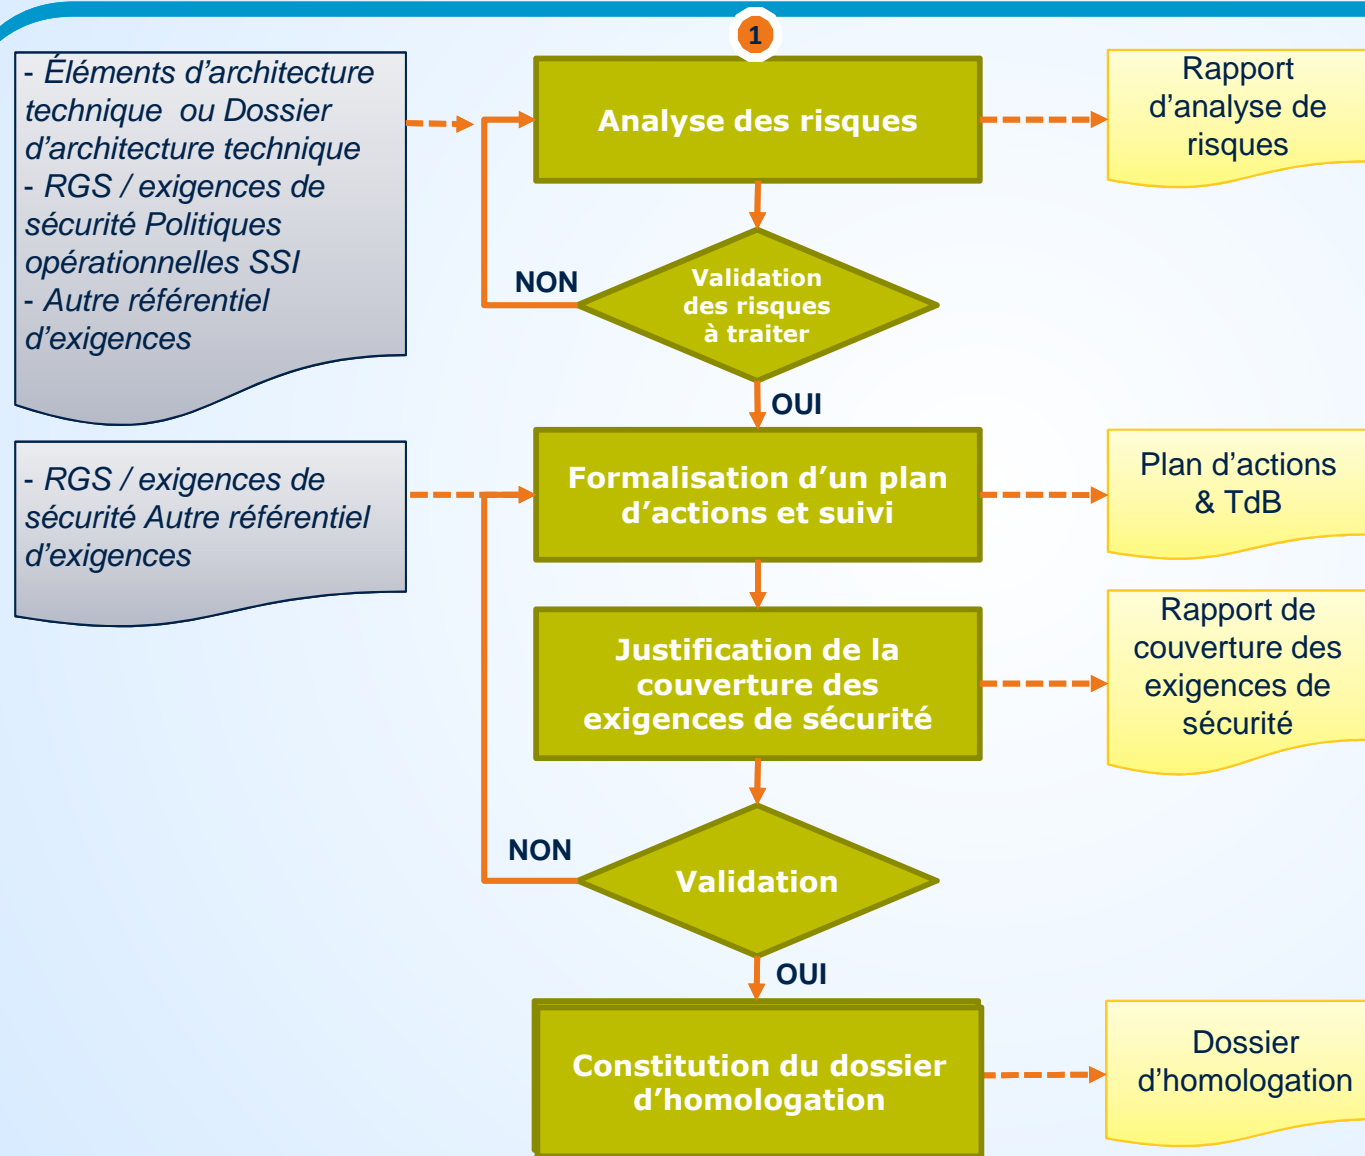 1
- Éléments d’architecture
technique ou Dossier
d’architecture technique
- RGS / exigences de
sécurité Politiques
opérationnelles SSI
- Autre référentiel
d’exigences
Analyse des risques
Rapport
d’analyse de
risques
NON
Validation
des risques
à traiter
OUI
- RGS / exigences de
sécurité Autre référentiel
d’exigences
Formalisation d’un plan
d’actions et suivi
Plan d’actions
& TdB
Justification de la
couverture des
exigences de sécurité
Rapport de
couverture des
exigences de
sécurité
NON
Validation
OUI
Constitution du dossier
d’homologation
Dossier
d’homologation